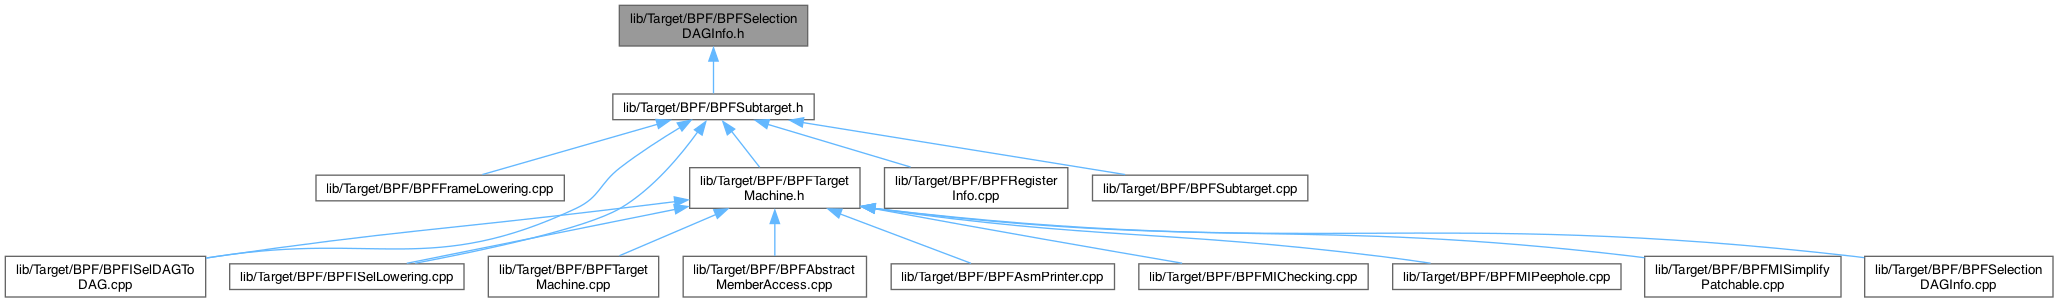 lib/Target/BPF/BPFSelection
DAGInfo.h
lib/Target/BPF/BPFSubtarget.h
lib/Target/BPF/BPFFrameLowering.cpp
lib/Target/BPF/BPFTarget
Machine.h
lib/Target/BPF/BPFRegister
Info.cpp
lib/Target/BPF/BPFSubtarget.cpp
lib/Target/BPF/BPFISelDAGTo
DAG.cpp
lib/Target/BPF/BPFISelLowering.cpp
lib/Target/BPF/BPFTarget
Machine.cpp
lib/Target/BPF/BPFAbstract
MemberAccess.cpp
lib/Target/BPF/BPFAsmPrinter.cpp
lib/Target/BPF/BPFMIChecking.cpp
lib/Target/BPF/BPFMIPeephole.cpp
lib/Target/BPF/BPFMISimplify
Patchable.cpp
lib/Target/BPF/BPFSelection
DAGInfo.cpp